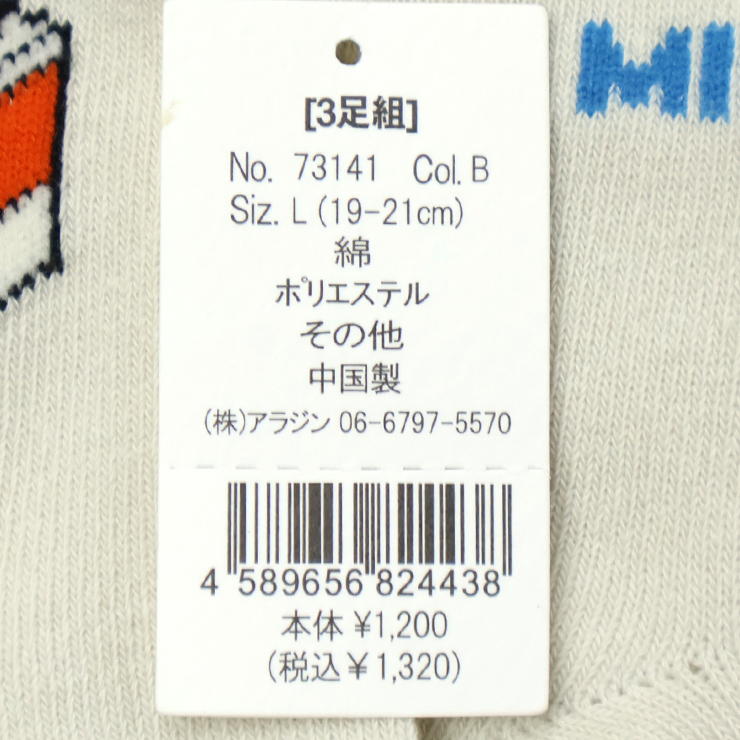 [3足組]
No. 73141 Col. B
Siz. L (19-21cm)
綿
ポリエステル
その他
中国製
(株)アラジン 06-6797-5570
4 589656 824438
本体 ¥1,200
(税込 ¥1,320)
MI